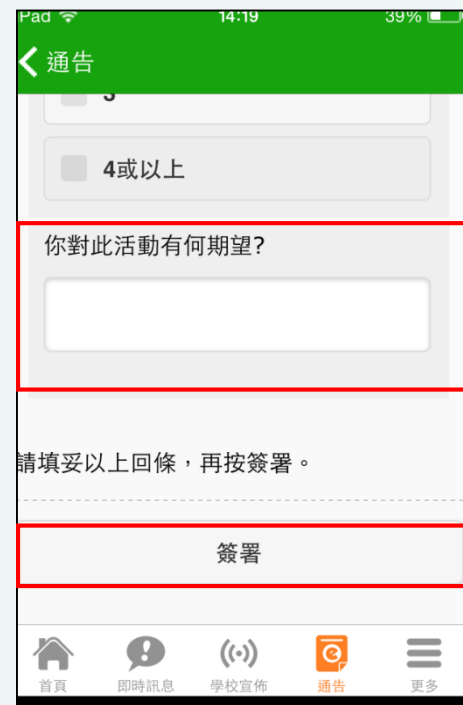 Pad 14:19 39%
通告
3
4或以上
你對此活動有何期望?
請填妥以上回條，再按簽署。
簽署
首頁 即時訊息 學校宣佈 通告 更多